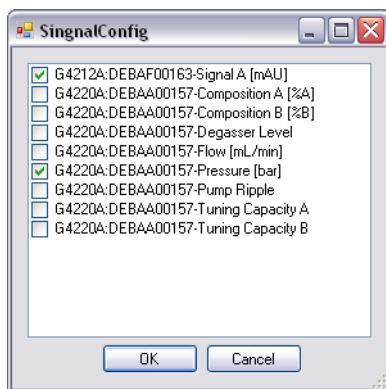 SingnalConfig
G4212A:DEBAF00163-Signal A [mAU]
G4220A:DEBAA00157-Composition A [%A]
G4220A:DEBAA00157-Composition B [%B]
G4220A:DEBAA00157-Degasser Level
G4220A:DEBAA00157-Flow [mL/min]
G4220A:DEBAA00157-Pressure [bar]
G4220A:DEBAA00157-Pump Ripple
G4220A:DEBAA00157-Tuning Capacity A
G4220A:DEBAA00157-Tuning Capacity B
OK Cancel